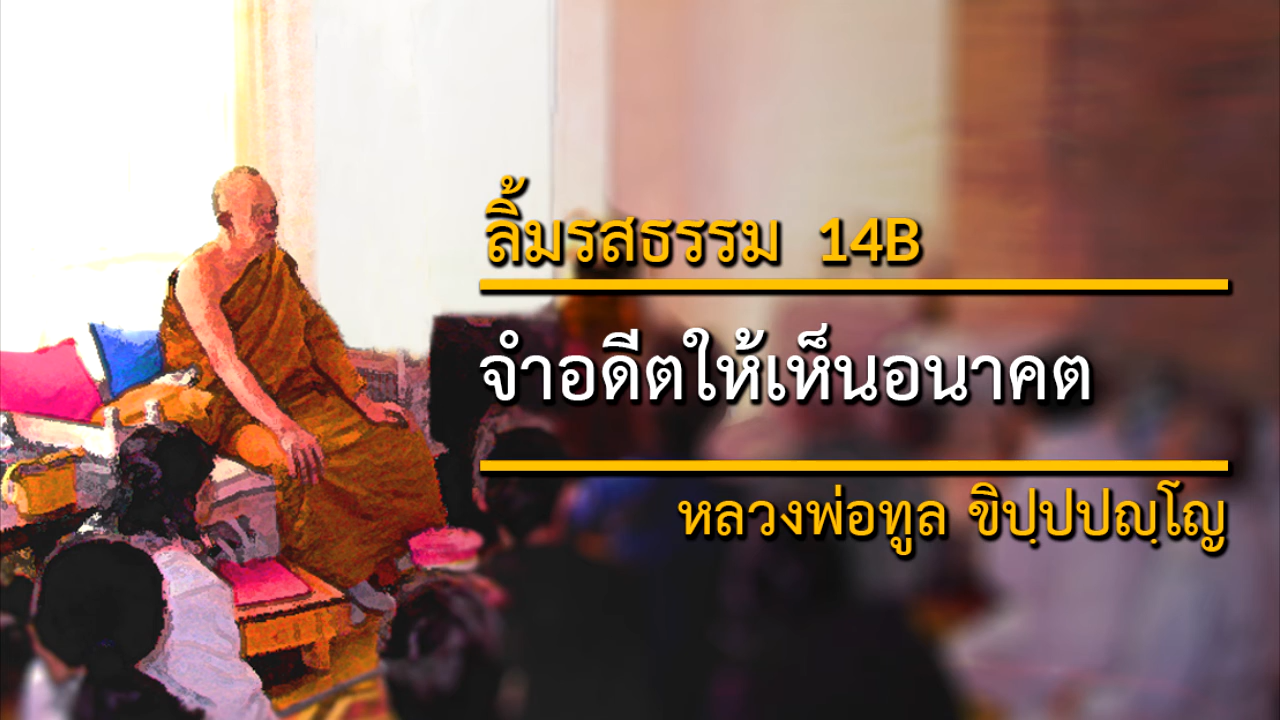 ลิ้มรสธรรม 14B
จำอดีตให้เห็นอนาคต
หลวงพ่อทูล ขิปฺปปญฺโญ